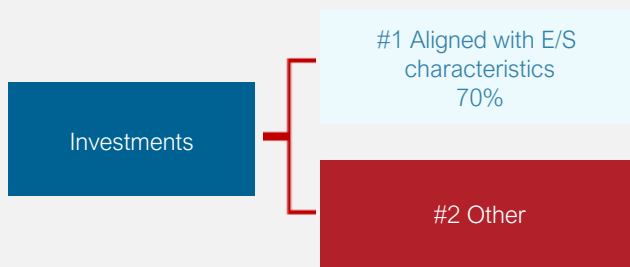 #1 Aligned with E/S
characteristics
70%
Investments
#2 Other